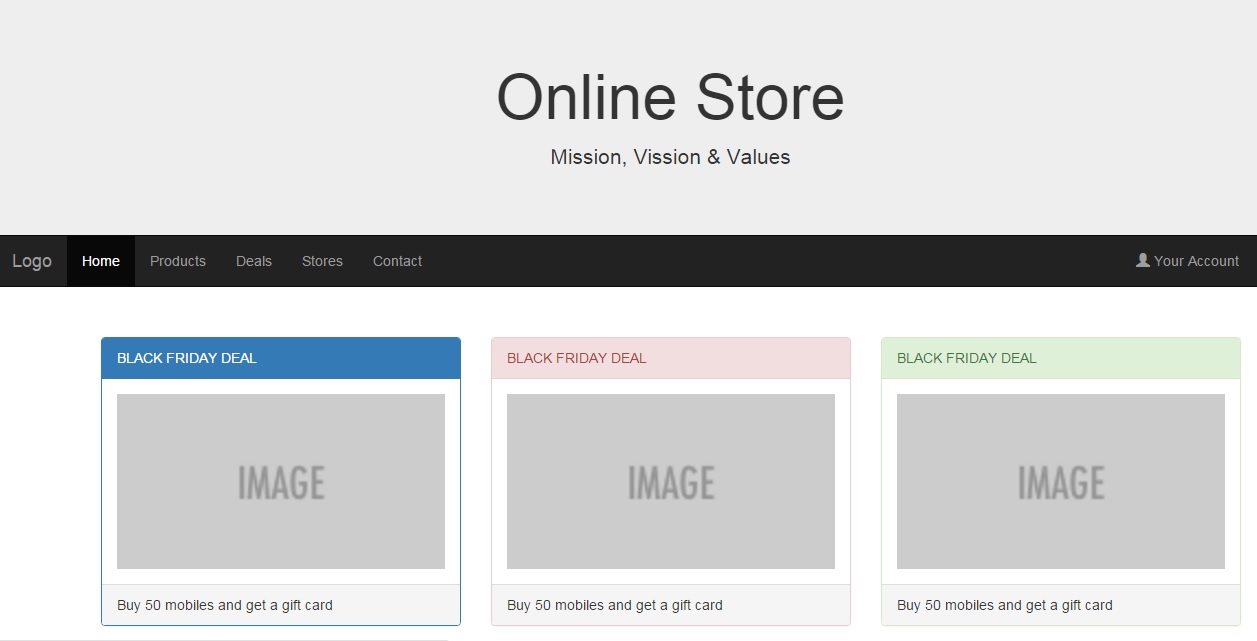 Online Store
Mission, Vission & Values
Logo Home Products Deals Stores Contact Your Account
BLACK FRIDAY DEAL BLACK FRIDAY DEAL BLACK FRIDAY DEAL
IMAGE IMAGE IMAGE
Buy 50 mobiles and get a gift card Buy 50 mobiles and get a gift card Buy 50 mobiles and get a gift card